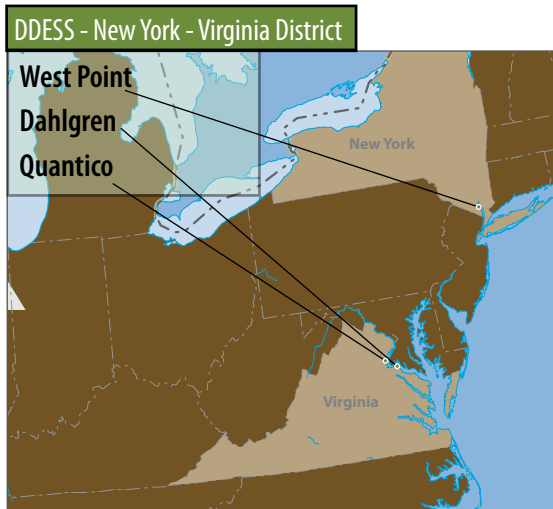 DDESS - New York - Virginia District
West Point
Dahlgren
Quantico
New York
Virginia